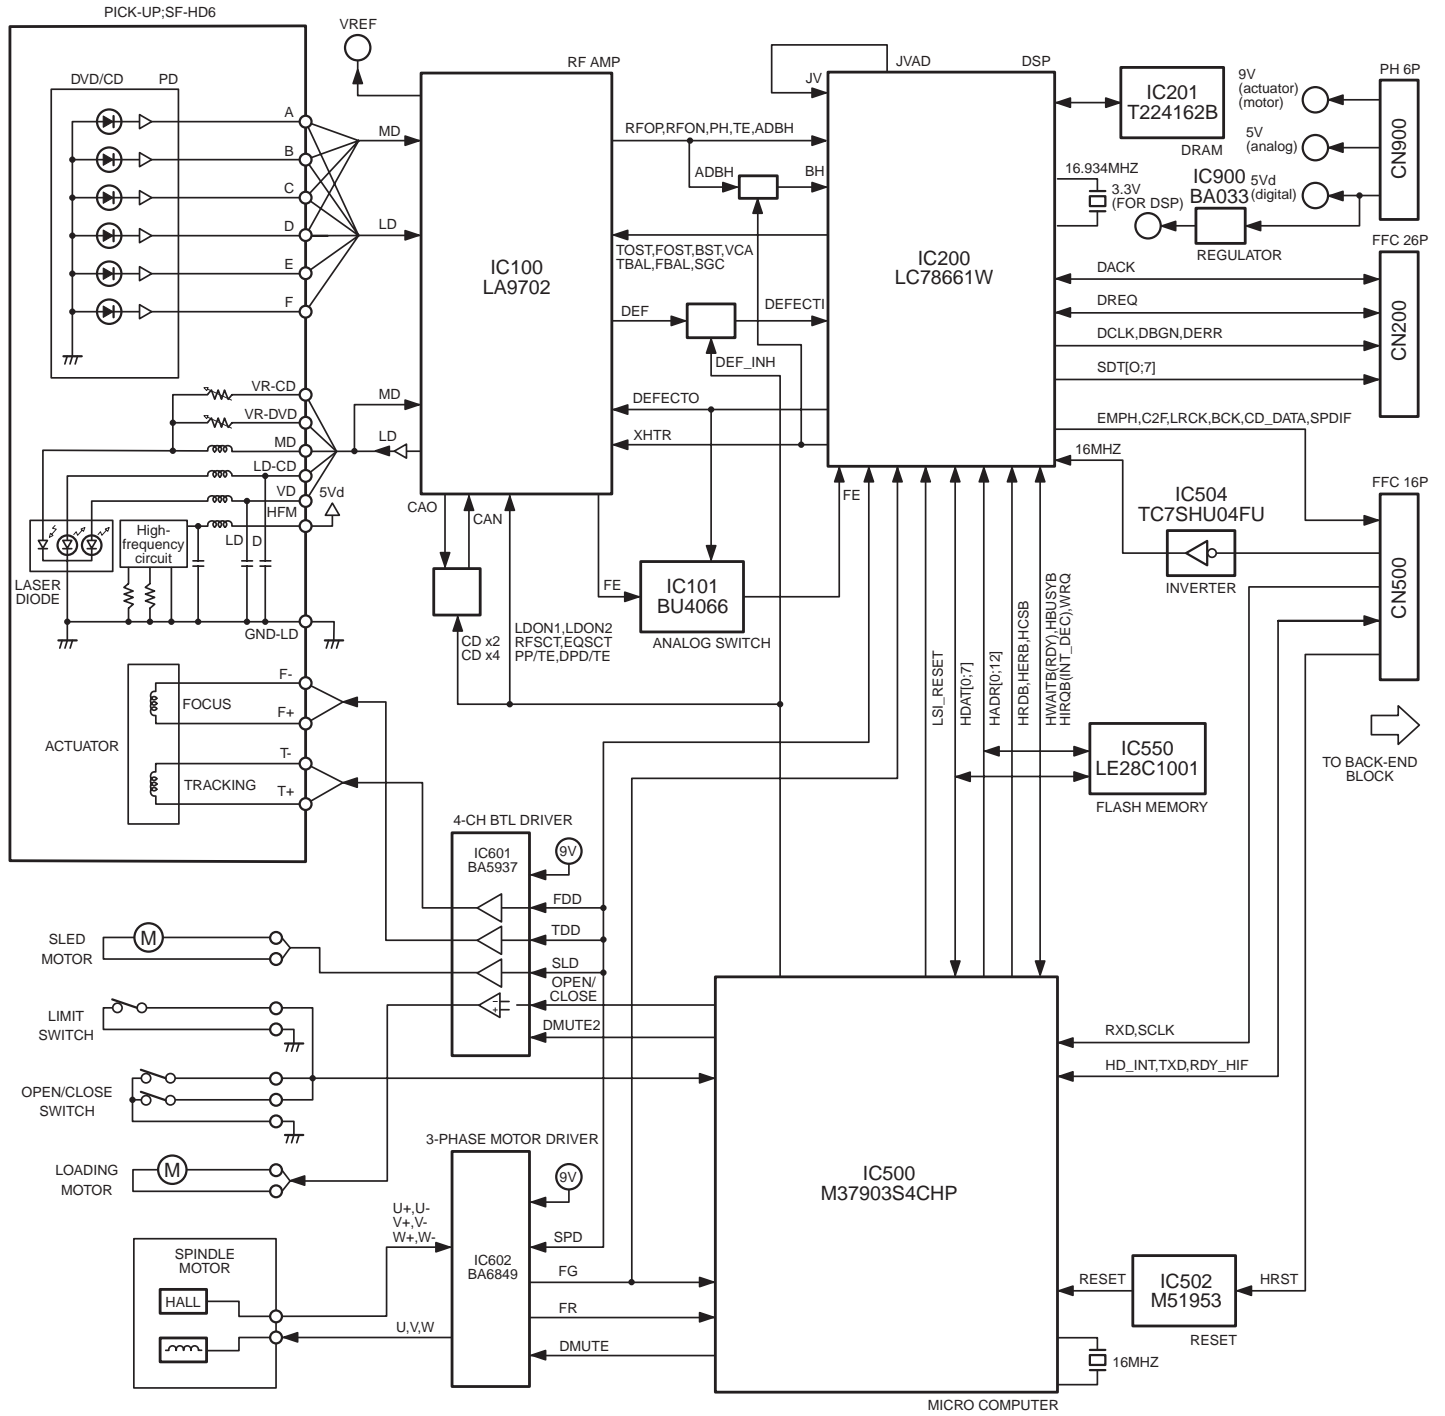 PICK-UP;SF-HD6
VREF
DVD/CD
PD
A
B
C
D
E
F
MD
LD
RF AMP
IC100
LA9702
RFOP,RFON,PH,TE,ADBH
ADBH
BH
JV
JVAD
DSP
IC200
LC78661W
IC201
T224162B
DRAM
9V
(actuator)
(motor)
5V
(analog)
5Vd
(digital)
PH 6P
CN900
16.934MHZ
3.3V
(FOR DSP)
IC900
BA033
REGULATOR
FFC 26P
CN200
TOST,FOST,BST,VCA
TBAL,FBAL,SGC
DEF
DEFECTI
DEF_INH
DEFECTO
XHTR
DACK
DREQ
DCLK,DBGN,DERR
SDT[O;7]
EMPH,C2F,LRCK,BCK,CD_DATA,SPDIF
16MHZ
FFC 16P
CN500
IC504
TC7SHU04FU
INVERTER
VR-CD
VR-DVD
MD
LD-CD
VD
HFM
5Vd
MD
LD
LD
D
High-
frequency
circuit
LASER
DIODE
GND-LD
CAO
CAN
CD x2
CD x4
LDON1,LDON2
RFSCT,EQSCT
PP/TE,DPD/TE
FE
FE
IC101
BU4066
ANALOG SWITCH
LSI_RESET
HDAT[0;7]
HADR[0;12]
HRDB,HERB,HCSB
HWAITB(RDY),HBUSYB
HIRQB(INT_DEC),WRQ
IC550
LE28C1001
FLASH MEMORY
TO BACK-END
BLOCK
F-
FOCUS
F+
ACTUATOR
T-
TRACKING
T+
4-CH BTL DRIVER
IC601
BA5937
9V
FDD
TDD
SLD
OPEN/
CLOSE
DMUTE2
SLED
MOTOR
M
LIMIT
SWITCH
OPEN/CLOSE
SWITCH
LOADING
MOTOR
M
3-PHASE MOTOR DRIVER
9V
IC602
BA6849
SPD
FG
FR
DMUTE
U+,U-
V+,V-
W+,W-
U,V,W
SPINDLE
MOTOR
HALL
IC500
M37903S4CHP
MICRO COMPUTER
RXD,SCLK
HD_INT,TXD,RDY_HIF
RESET
IC502
M51953
RESET
HRST
16MHZ